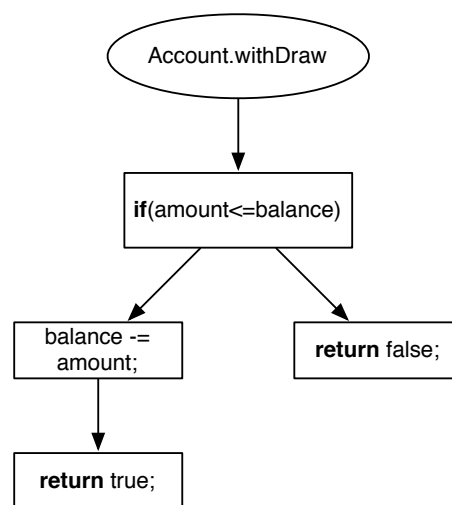 Account.withDraw
if(amount<=balance)
balance -=
amount;
return false;
return true;